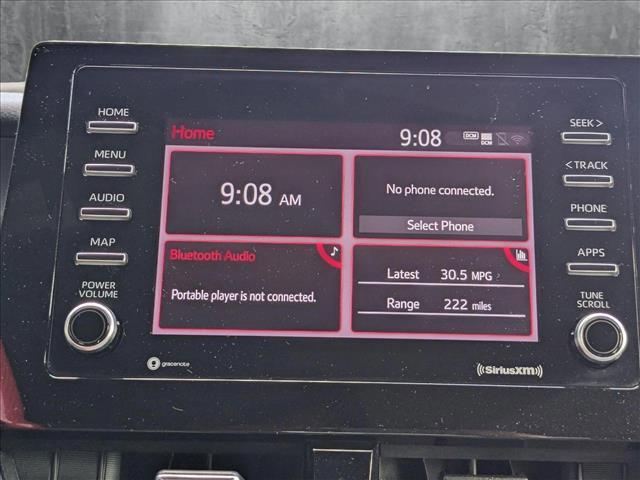 HOME
MENU
AUDIO
MAP
POWER
VOLUME
Home
9:08
DCM
DCM
9:08 AM
No phone connected.
Select Phone
Bluetooth Audio
Portable player is not connected.
Latest 30.5 MPG
Range 222 miles
SEEK >
< TRACK
PHONE
APPS
TUNE
SCROLL
gracenote
((SiriusXM))